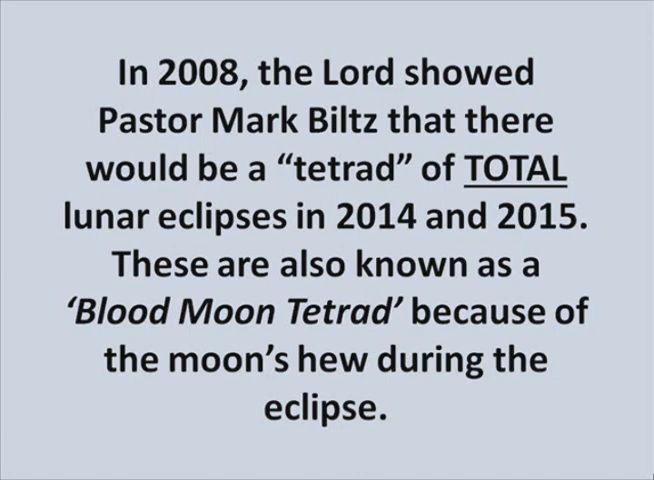 In 2008, the Lord showed
Pastor Mark Biltz that there
would be a “tetrad” of TOTAL
lunar eclipses in 2014 and 2015.
These are also known as a
‘Blood Moon Tetrad’ because of
the moon’s hew during the
eclipse.